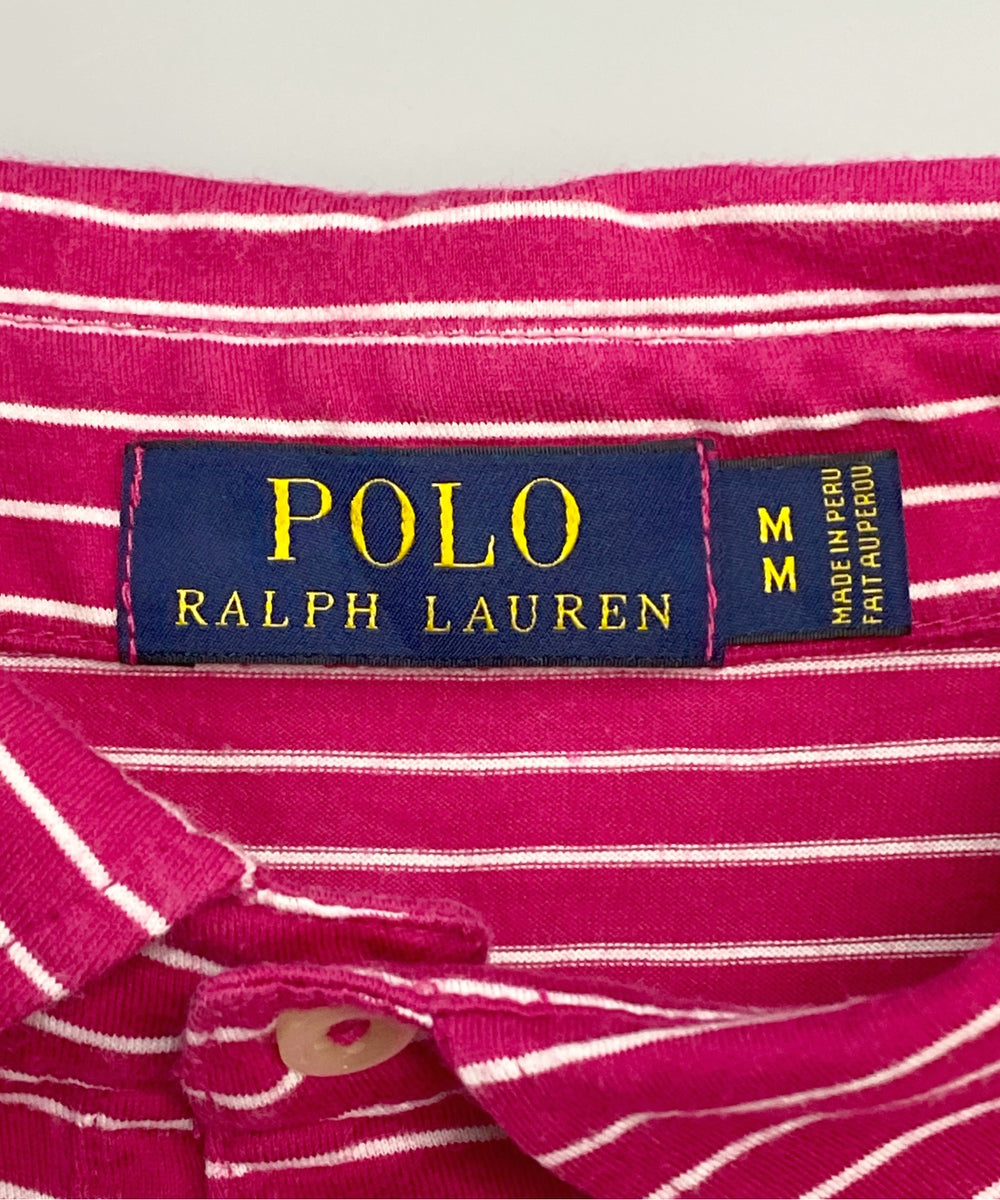 POLO
RALPH LAUREN
M
M
MADE IN PERU
FAIT AU PEROU